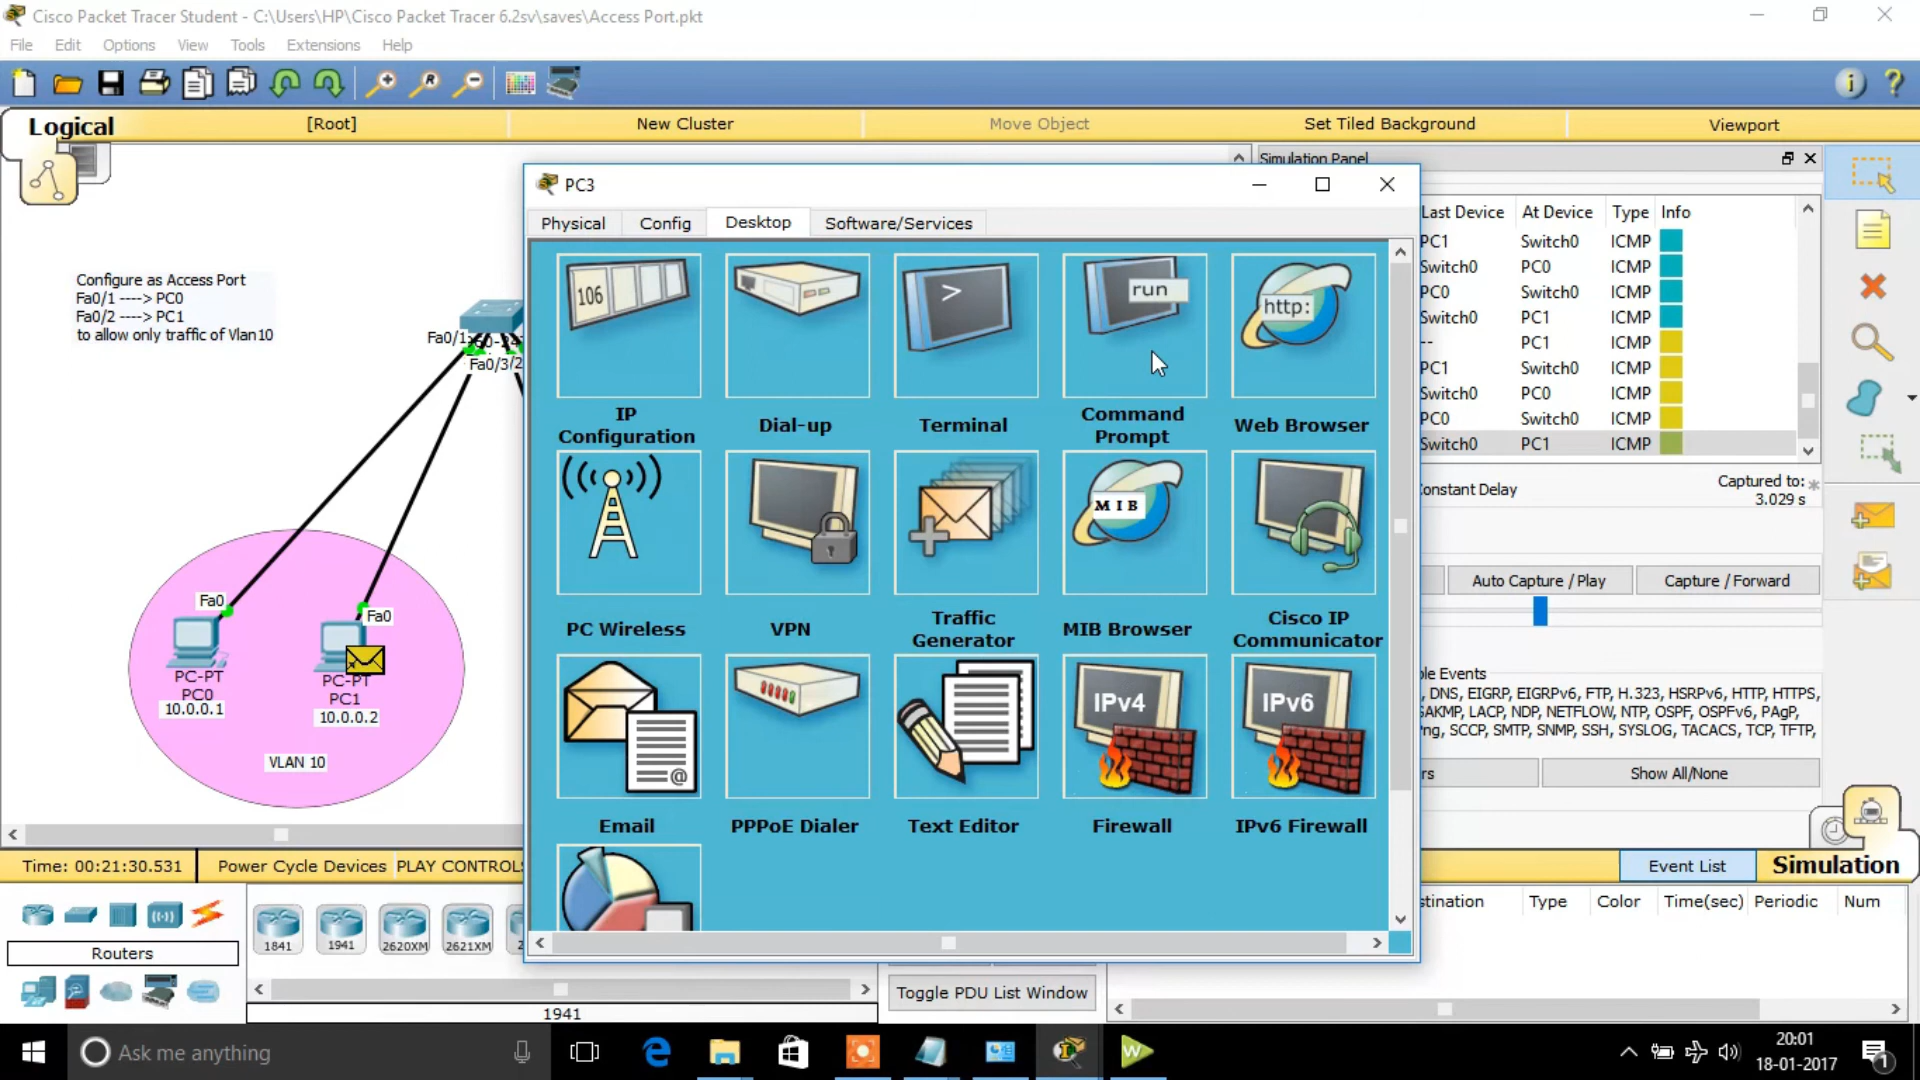 Cisco Packet Tracer Student - C:\Users\HP\Cisco Packet Tracer 6.2sv\saves\Access Port.pkt
File Edit Options View Tools Extensions Help
Logical [Root] New Cluster Move Object Set Tiled Background Viewport
Simulation Panel
PC3
Physical Config Desktop Software/Services
Last Device At Device Type Info
PC1 Switch0 ICMP
Switch0 PC0 ICMP
PC0 Switch0 ICMP
Switch0 PC1 ICMP
-- PC1 ICMP
PC1 Switch0 ICMP
Switch0 PC0 ICMP
PC0 Switch0 ICMP
Switch0 PC1 ICMP
Constant Delay
Captured to:
3.029 s
Auto Capture / Play Capture / Forward
ble Events
, DNS, EIGRP, EIGRPv6, FTP, H.323, HSRPv6, HTTP, HTTPS,
SAKMP, LACP, NDP, NETFLOW, NTP, OSPF, OSPFv6, PAgP,
ng, SCCP, SMTP, SNMP, SSH, SYSLOG, TACACS, TCP, TFTP,
rs Show All/None
Configure as Access Port
Fa0/1 ----> PC0
Fa0/2 ----> PC1
to allow only traffic of Vlan10
Fa0/1
Fa0/3/2
Fa0
Fa0
PC-PT
PC0
10.0.0.1
PC-PT
PC1
10.0.0.2
VLAN 10
106
>
run
http:
IP
Configuration
Dial-up
Terminal
Command
Prompt
Web Browser
MIB
PC Wireless
VPN
Traffic
Generator
MIB Browser
Cisco IP
Communicator
@
IPv4
IPv6
Email
PPPoE Dialer
Text Editor
Firewall
IPv6 Firewall
Time: 00:21:30.531 Power Cycle Devices PLAY CONTROLS
Event List Simulation
stination Type Color Time(sec) Periodic Num
1841 1941 2620XM 2621XM
Routers
1941
Toggle PDU List Window
Ask me anything
20:01
18-01-2017
1